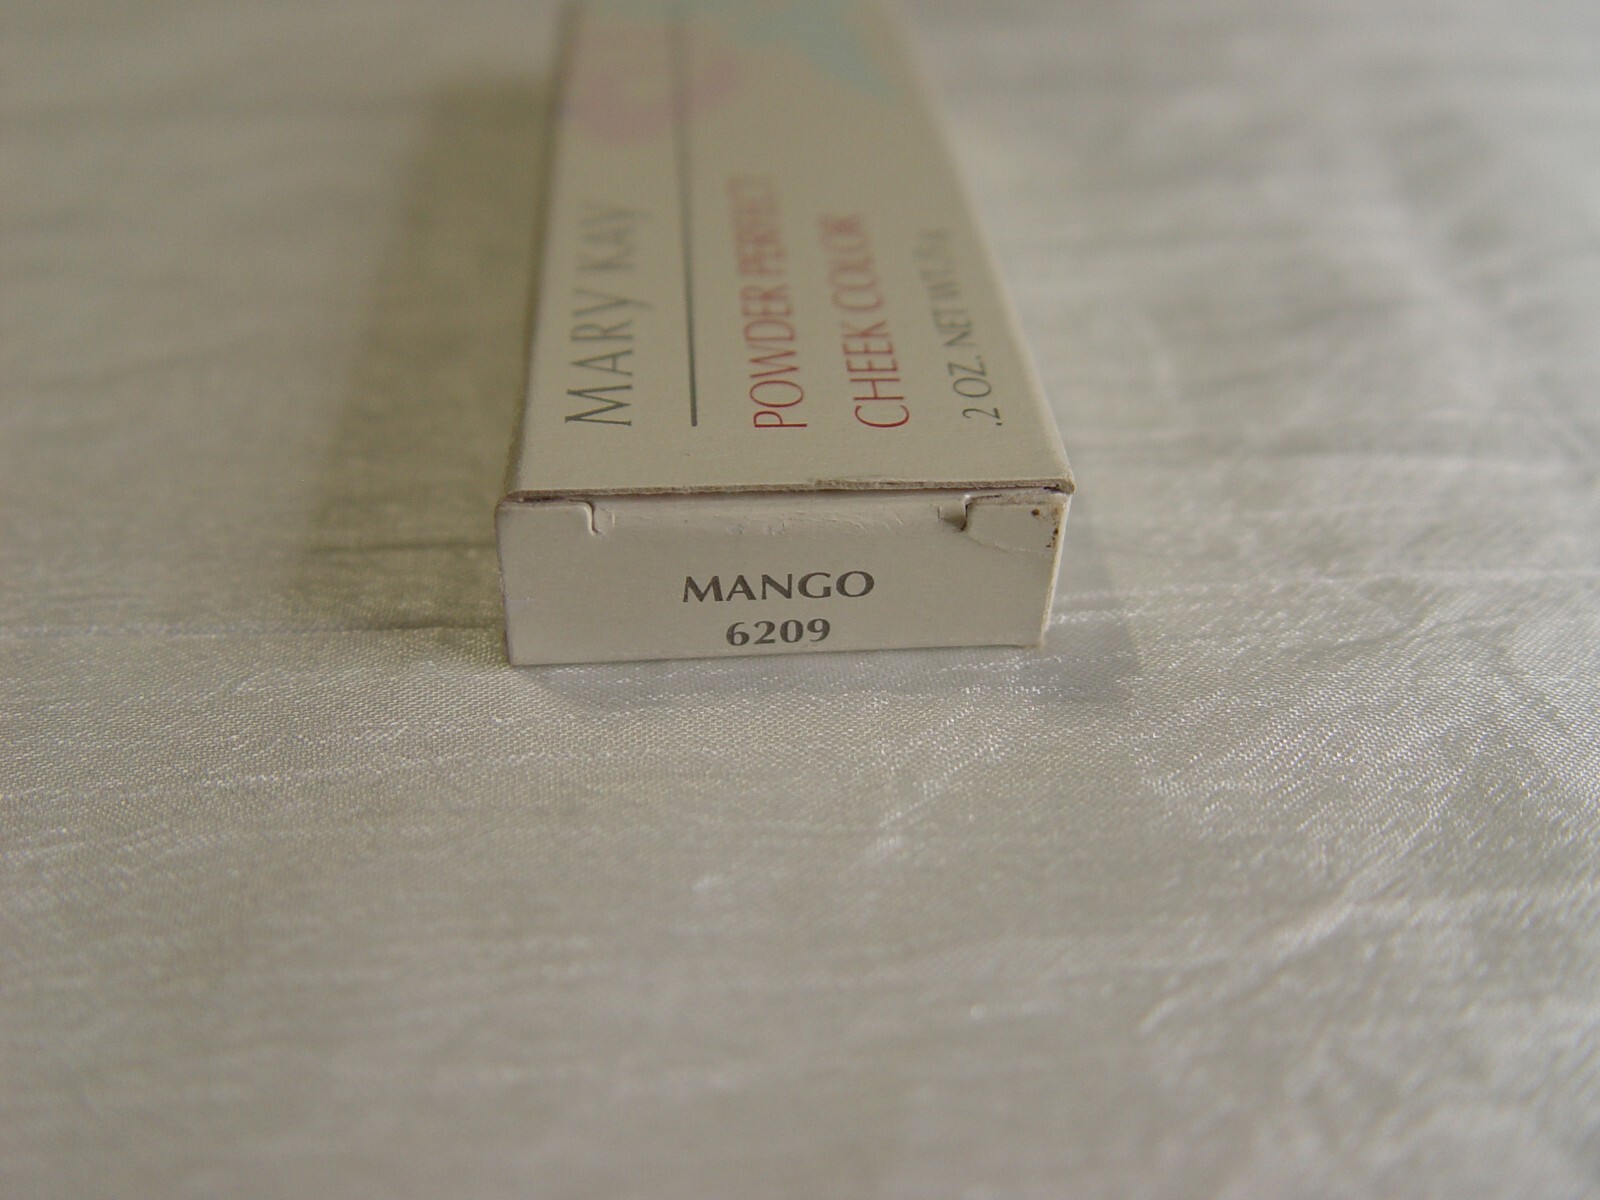 MARY KAY
POWDER PERFECT
CHEEK COLOR
.2 OZ. NET WT.
MANGO
6209